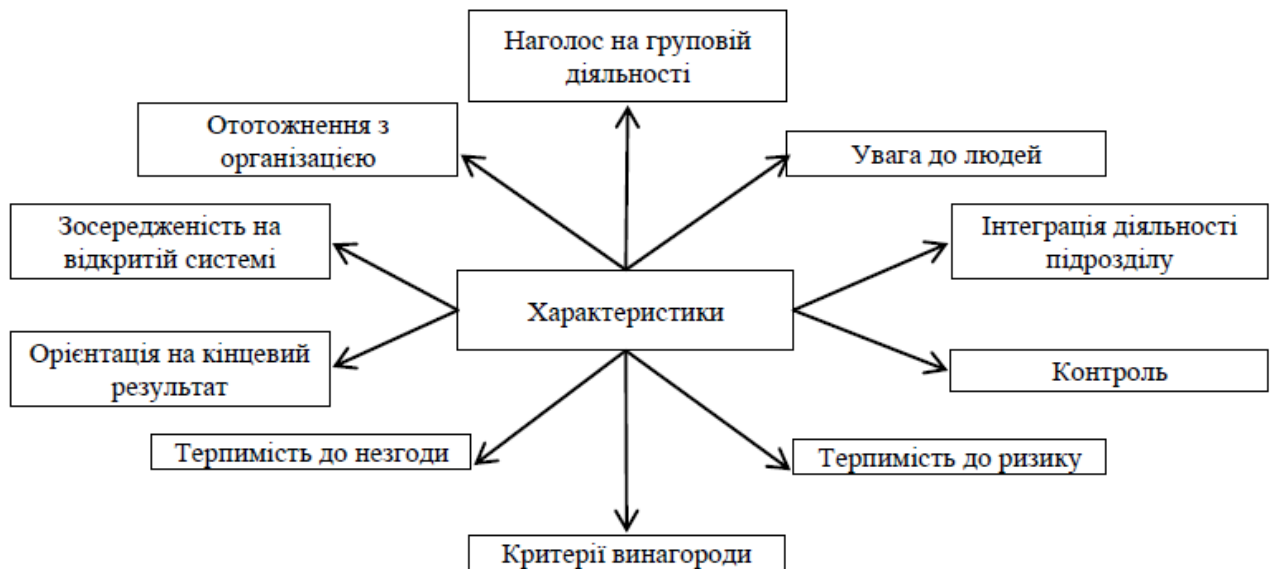 Наголос на груповій
діяльності
Ототожнення з
організацією
Увага до людей
Зосередженість на
відкритій системі
Інтеграція діяльності
підрозділу
Характеристики
Орієнтація на кінцевий
результат
Контроль
Терпимість до незгоди
Терпимість до ризику
Критерії винагороди